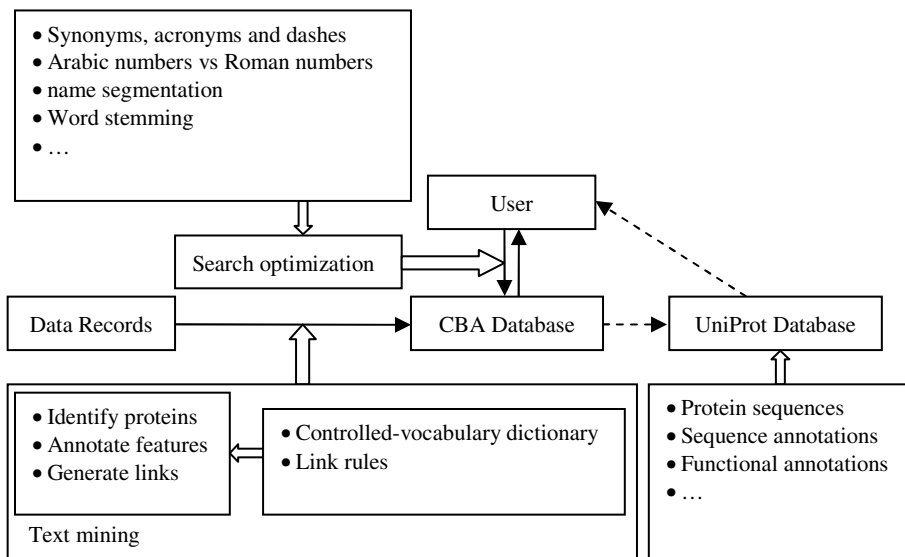 • Synonyms, acronyms and dashes
• Arabic numbers vs Roman numbers
• name segmentation
• Word stemming
• …
User
Search optimization
Data Records
CBA Database
UniProt Database
• Identify proteins
• Annotate features
• Generate links
• Controlled-vocabulary dictionary
• Link rules
Text mining
• Protein sequences
• Sequence annotations
• Functional annotations
• …